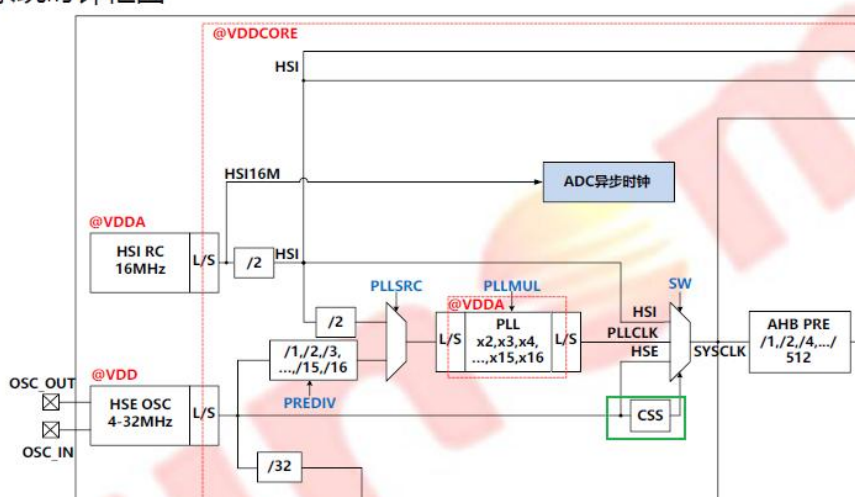 @VDDCORE
HSI
HSI16M
ADC异步时钟
@VDDA
HSI RC
16MHz
L/S
/2
HSI
PLLSRC
PLLMUL
SW
@VDDA
/2
L/S
PLL
x2,x3,x4,
...,x15,x16
L/S
HSI
PLLCLK
HSE
SYSCLK
AHB PRE
/1,/2,/4,.../
512
/1,/2,/3,
...,/15,/16
PREDIV
@VDD
OSC_OUT
HSE OSC
4-32MHz
L/S
OSC_IN
CSS
/32